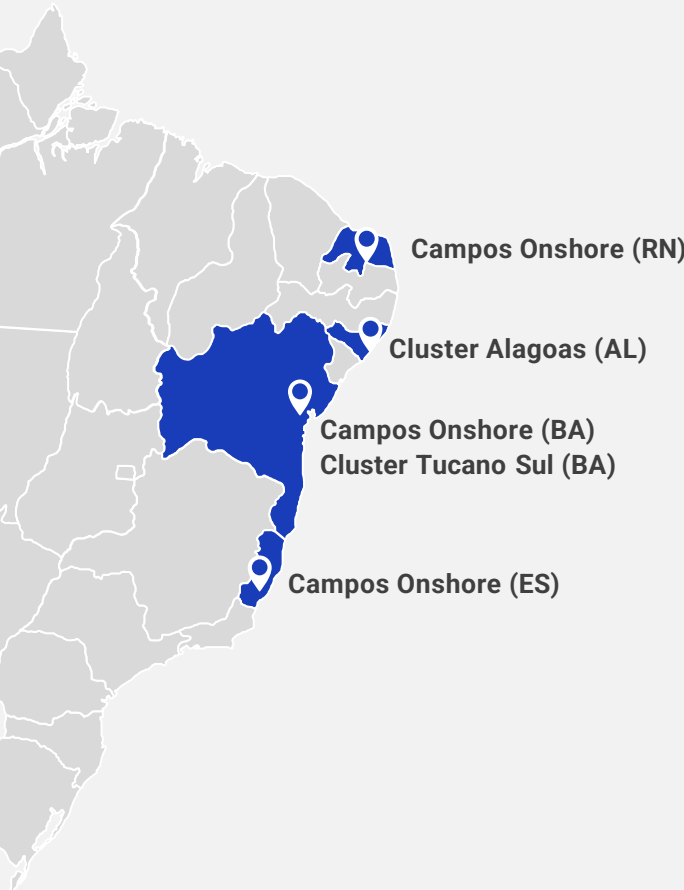 Campos Onshore (RN)
Cluster Alagoas (AL)
Campos Onshore (BA)
Cluster Tucano Sul (BA)
Campos Onshore (ES)